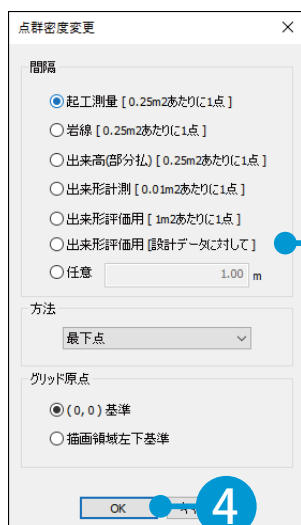 点群密度変更
間隔
起工測量 [ 0.25m2あたりに1点 ]
岩線 [ 0.25m2あたりに1点 ]
出来高(部分払) [ 0.25m2あたりに1点 ]
出来形計測 [ 0.01m2あたりに1点 ]
出来形評価用 [ 1m2あたりに1点 ]
出来形評価用 [設計データに対して ]
任意 1.00 m
方法
最下点
グリッド原点
( 0, 0 ) 基準
描画領域左下基準
OK 4